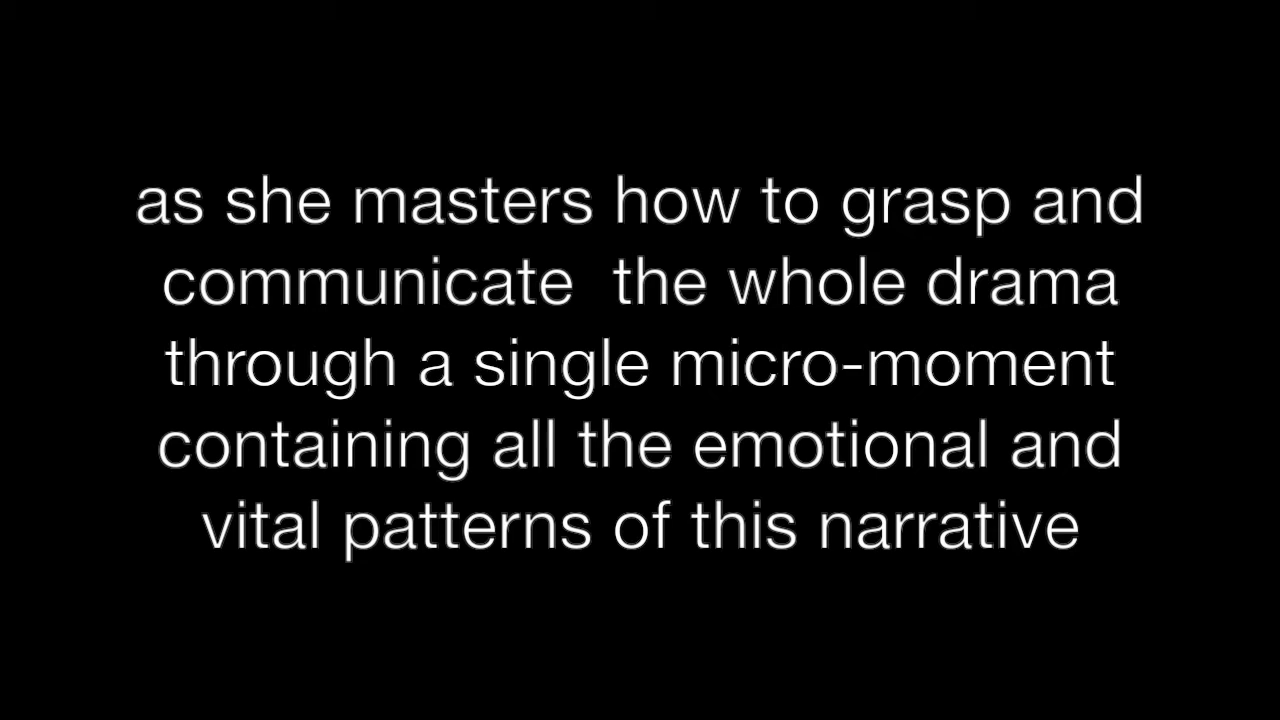 as she masters how to grasp and
communicate  the whole drama
through a single micro-moment
containing all the emotional and
vital patterns of this narrative